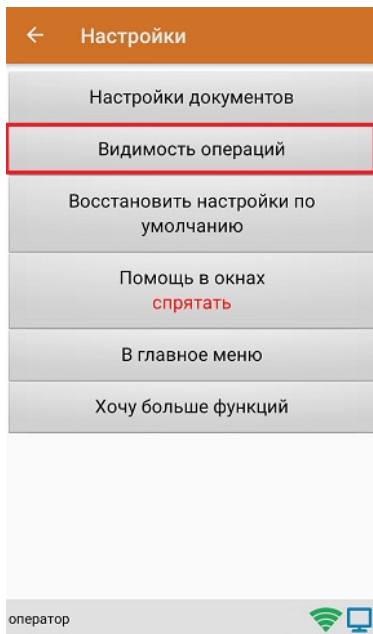 Настройки
Настройки документов
Видимость операций
Восстановить настройки по
умолчанию
Помощь в окнах
спрятать
В главное меню
Хочу больше функций
оператор